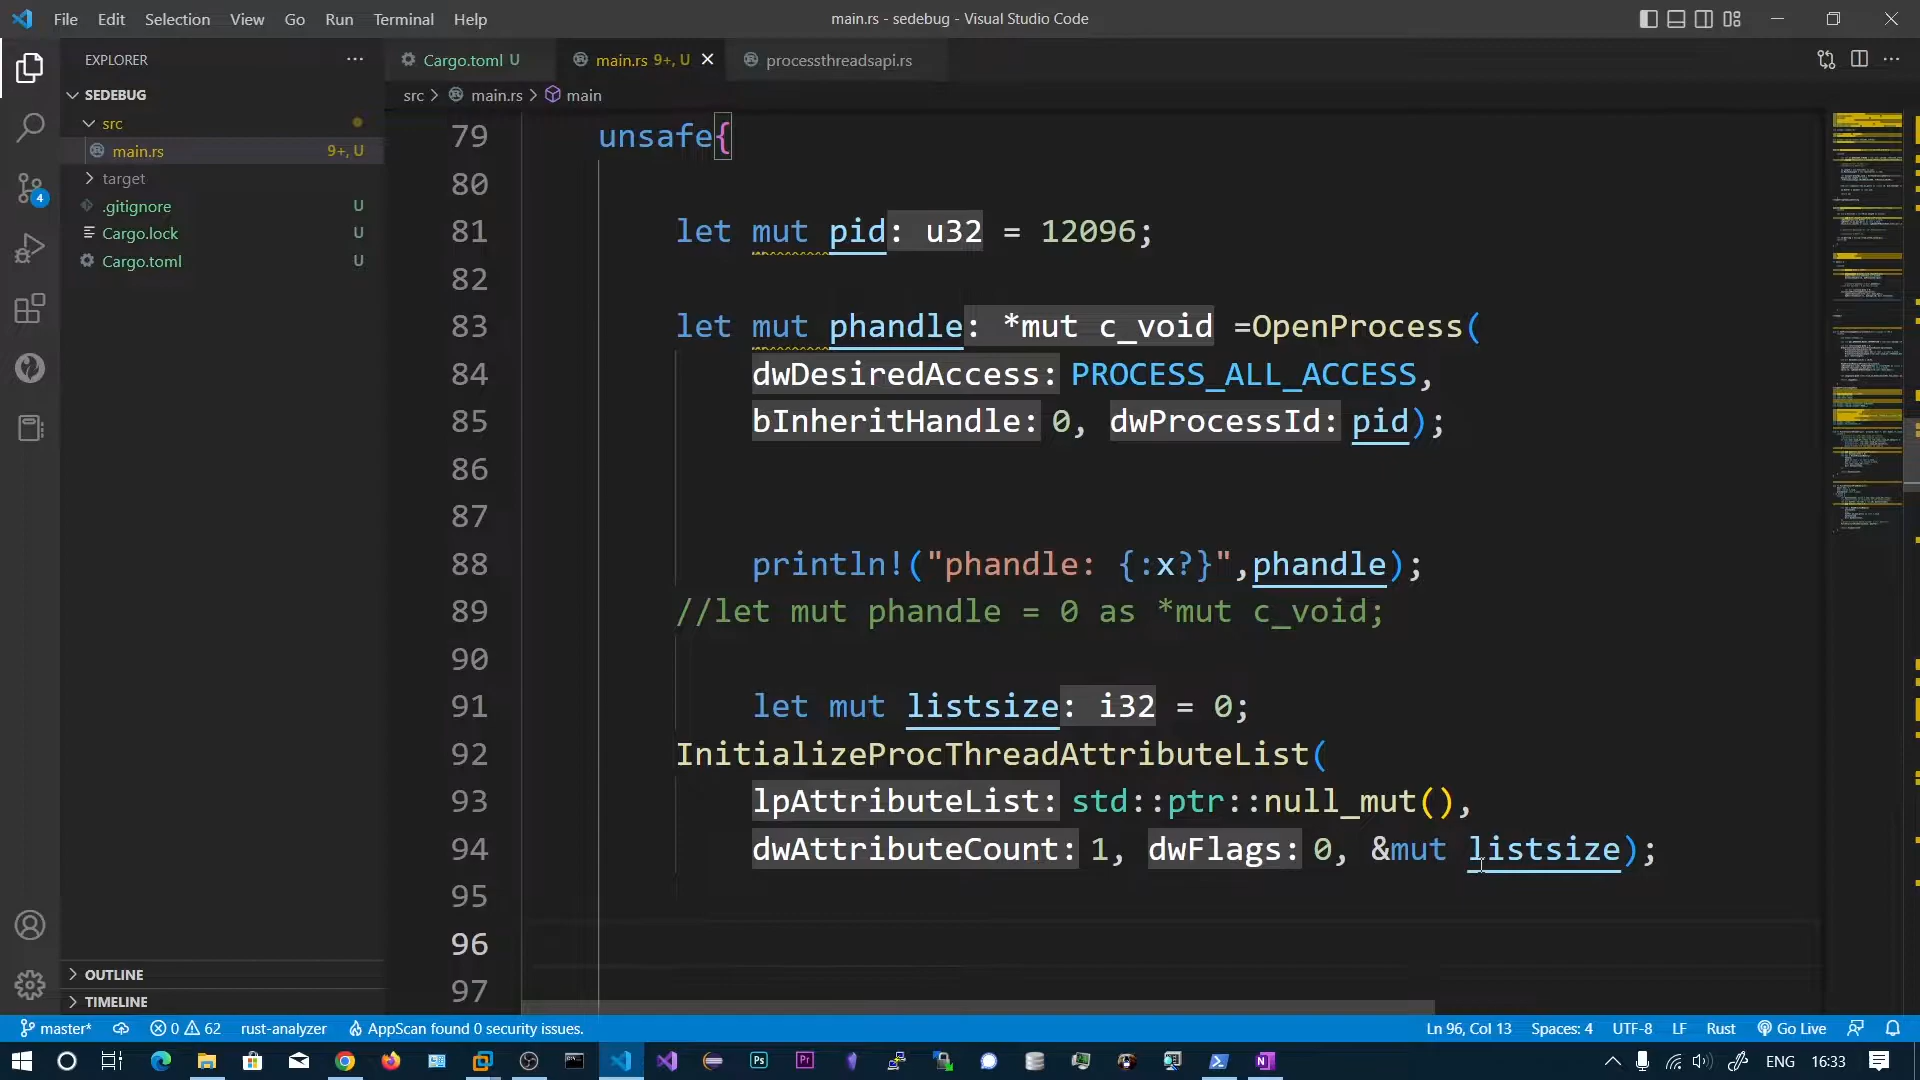 File Edit Selection View Go Run Terminal Help
main.rs - sedebug - Visual Studio Code
EXPLORER
Cargo.toml U
main.rs 9+, U
processthreadsapi.rs
SEDEBUG
src > main.rs > main
src
main.rs 9+, U
target
.gitignore U
Cargo.lock U
Cargo.toml U
4
79 unsafe{
80
81 let mut pid: u32 = 12096;
82
83 let mut phandle: *mut c_void =OpenProcess(
84 dwDesiredAccess: PROCESS_ALL_ACCESS,
85 bInheritHandle: 0, dwProcessId: pid);
86
87
88 println!("phandle: {:x?}",phandle);
89 //let mut phandle = 0 as *mut c_void;
90
91 let mut listsize: i32 = 0;
92 InitializeProcThreadAttributeList(
93 lpAttributeList: std::ptr::null_mut(),
94 dwAttributeCount: 1, dwFlags: 0, &mut listsize);
95
96
97
OUTLINE
TIMELINE
master* 0 62 rust-analyzer AppScan found 0 security issues. Ln 96, Col 13 Spaces: 4 UTF-8 LF Rust Go Live
Ps Pr N ENG 16:33